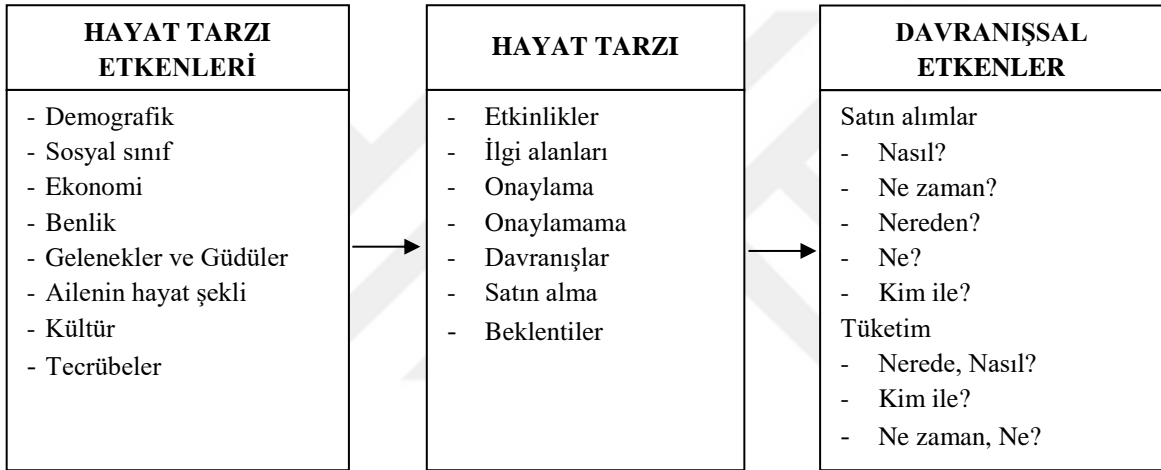 HAYAT TARZI
ETKENLERİ
- Demografik
- Sosyal sınıf
- Ekonomi
- Benlik
- Gelenekler ve Güdüler
- Ailenin hayat şekli
- Kültür
- Tecrübeler
HAYAT TARZI
- Etkinlikler
- İlgi alanları
- Onaylama
- Onaylamama
- Davranışlar
- Satın alma
- Beklentiler
DAVRANIŞSAL
ETKENLER
Satın alımlar
- Nasıl?
- Ne zaman?
- Nereden?
- Ne?
- Kim ile?
Tüketim
- Nerede, Nasıl?
- Kim ile?
- Ne zaman, Ne?